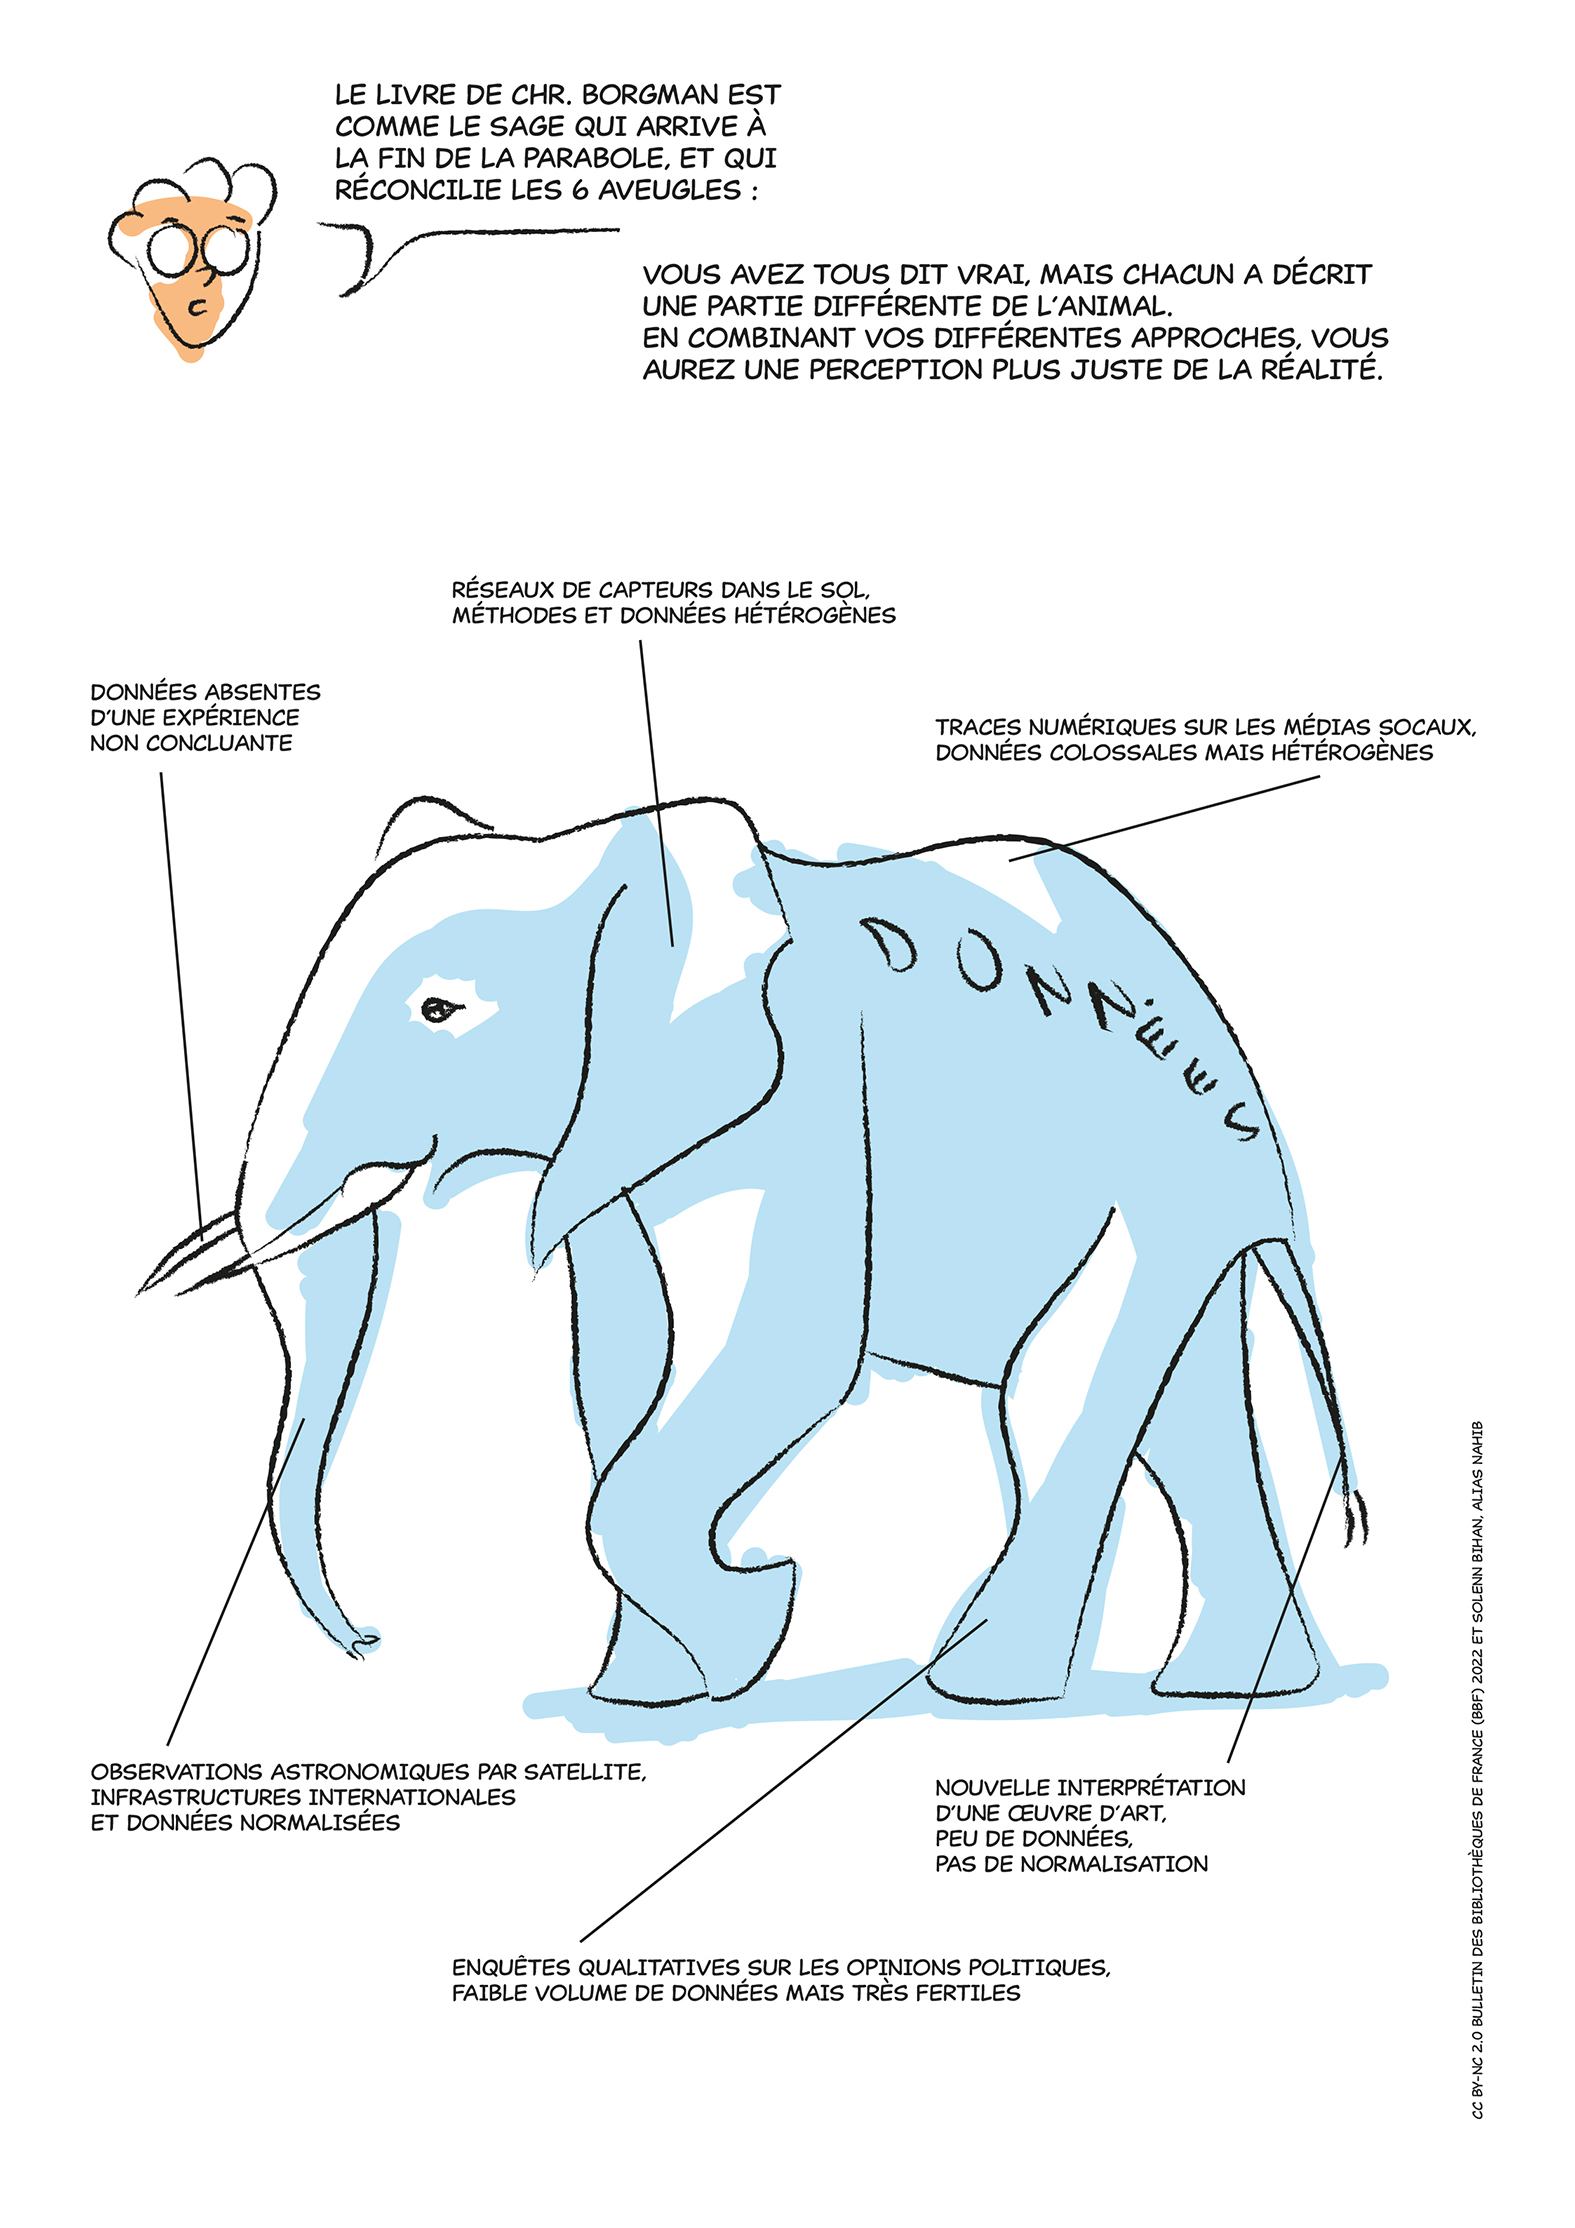 LE LIVRE DE CHR. BORGMAN EST
COMME LE SAGE QUI ARRIVE À
LA FIN DE LA PARABOLE, ET QUI
RÉCONCILIE LES 6 AVEUGLES :
VOUS AVEZ TOUS DIT VRAI, MAIS CHACUN A DÉCRIT
UNE PARTIE DIFFÉRENTE DE L'ANIMAL.
EN COMBINANT VOS DIFFÉRENTES APPROCHES, VOUS
AUREZ UNE PERCEPTION PLUS JUSTE DE LA RÉALITÉ.
RÉSEAUX DE CAPTEURS DANS LE SOL,
MÉTHODES ET DONNÉES HÉTÉROGÈNES
DONNÉES ABSENTES
D'UNE EXPÉRIENCE
NON CONCLUANTE
TRACES NUMÉRIQUES SUR LES MÉDIAS SOCAUX,
DONNÉES COLOSSALES MAIS HÉTÉROGÈNES
DONNÉES
OBSERVATIONS ASTRONOMIQUES PAR SATELLITE,
INFRASTRUCTURES INTERNATIONALES
ET DONNÉES NORMALISÉES
NOUVELLE INTERPRÉTATION
D'UNE ŒUVRE D'ART,
PEU DE DONNÉES,
PAS DE NORMALISATION
ENQUÊTES QUALITATIVES SUR LES OPINIONS POLITIQUES,
FAIBLE VOLUME DE DONNÉES MAIS TRÈS FERTILES
CC BY-NC 2.0 BULLETIN DES BIBLIOTHÈQUES DE FRANCE (BBF) 2022 ET SOLENN BIHAN, ALIAS NAHIB